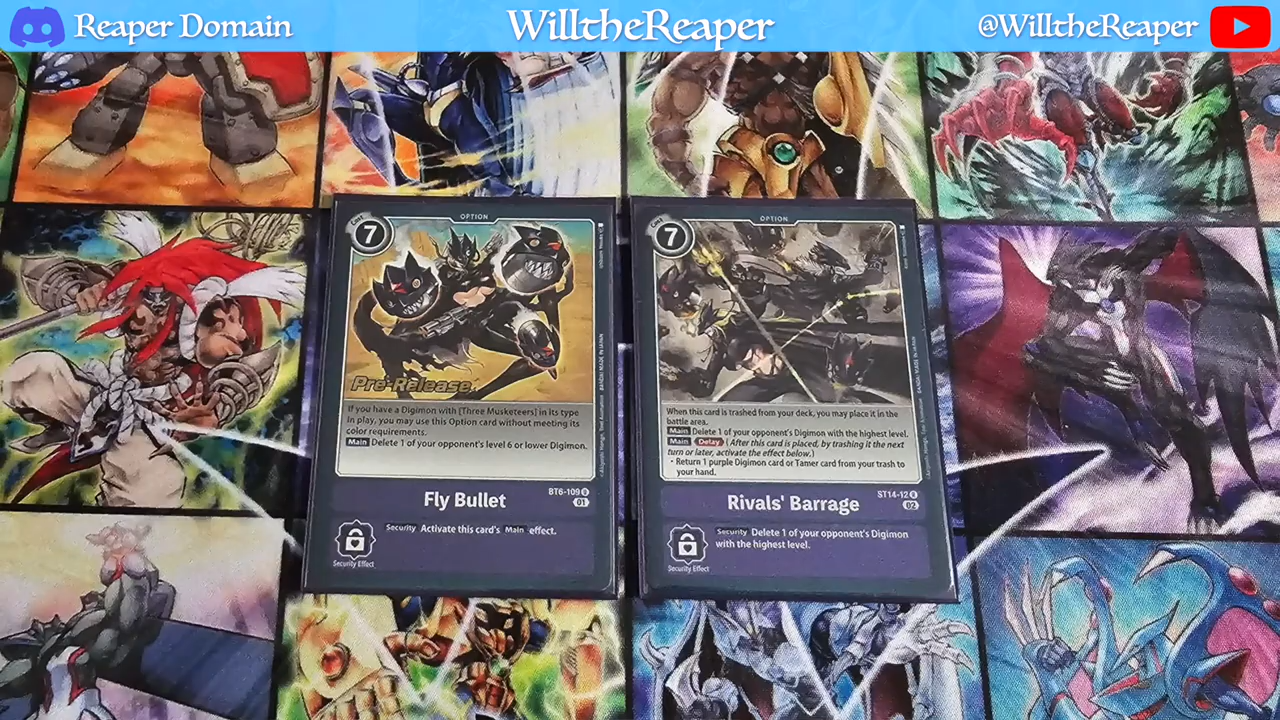 Reaper Domain
WilltheReaper
@WilltheReaper
OPTION
Cost
7
Pre-Release
If you have a Digimon with [Three Musketeers] in its type
in play, you may use this Option card without meeting its
color requirements.
Main Delete 1 of your opponent's level 6 or lower Digimon.
BT6-109
01
Fly Bullet
Security Activate this card's Main effect.
Security Effect
OPTION
Cost
7
When this card is trashed from your deck, you may place it in the
battle area.
Main Delete 1 of your opponent's Digimon with the highest level.
Main Delay (After this card is placed, by trashing it the next
turn or later, activate the effect below.)
• Return 1 purple Digimon card or Tamer card from your trash to
your hand.
ST14-12
02
Rivals' Barrage
Security Delete 1 of your opponent's Digimon
with the highest level.
Security Effect